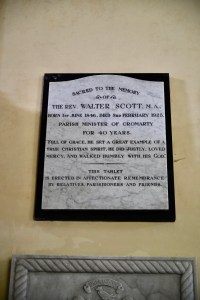 SACRED TO THE MEMORY
OF
THE REV. WALTER SCOTT, M.A.
BORN 1ST JUNE 1846, DIED 2ND FEBRUARY 1925.
PARISH MINISTER OF CROMARTY
FOR 40 YEARS.
FULL OF GRACE, HE SET A GREAT EXAMPLE OF A
TRUE CHRISTIAN SPIRIT. HE DID JUSTLY, LOVED
MERCY, AND WALKED HUMBLY WITH HIS GOD.
THIS TABLET
IS ERECTED IN AFFECTIONATE REMEMBRANCE
BY RELATIVES, PARISHIONERS AND FRIENDS.